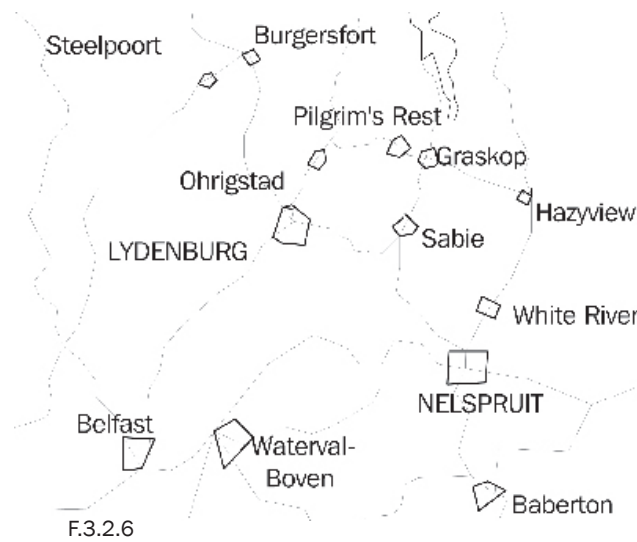 Steelpoort
Burgersfort
Pilgrim's Rest
Graskop
Ohrigstad
Hazyview
Sabie
LYDENBURG
White River
NELSPRUIT
Belfast
Waterval-
Boven
Baberton
F.3.2.6